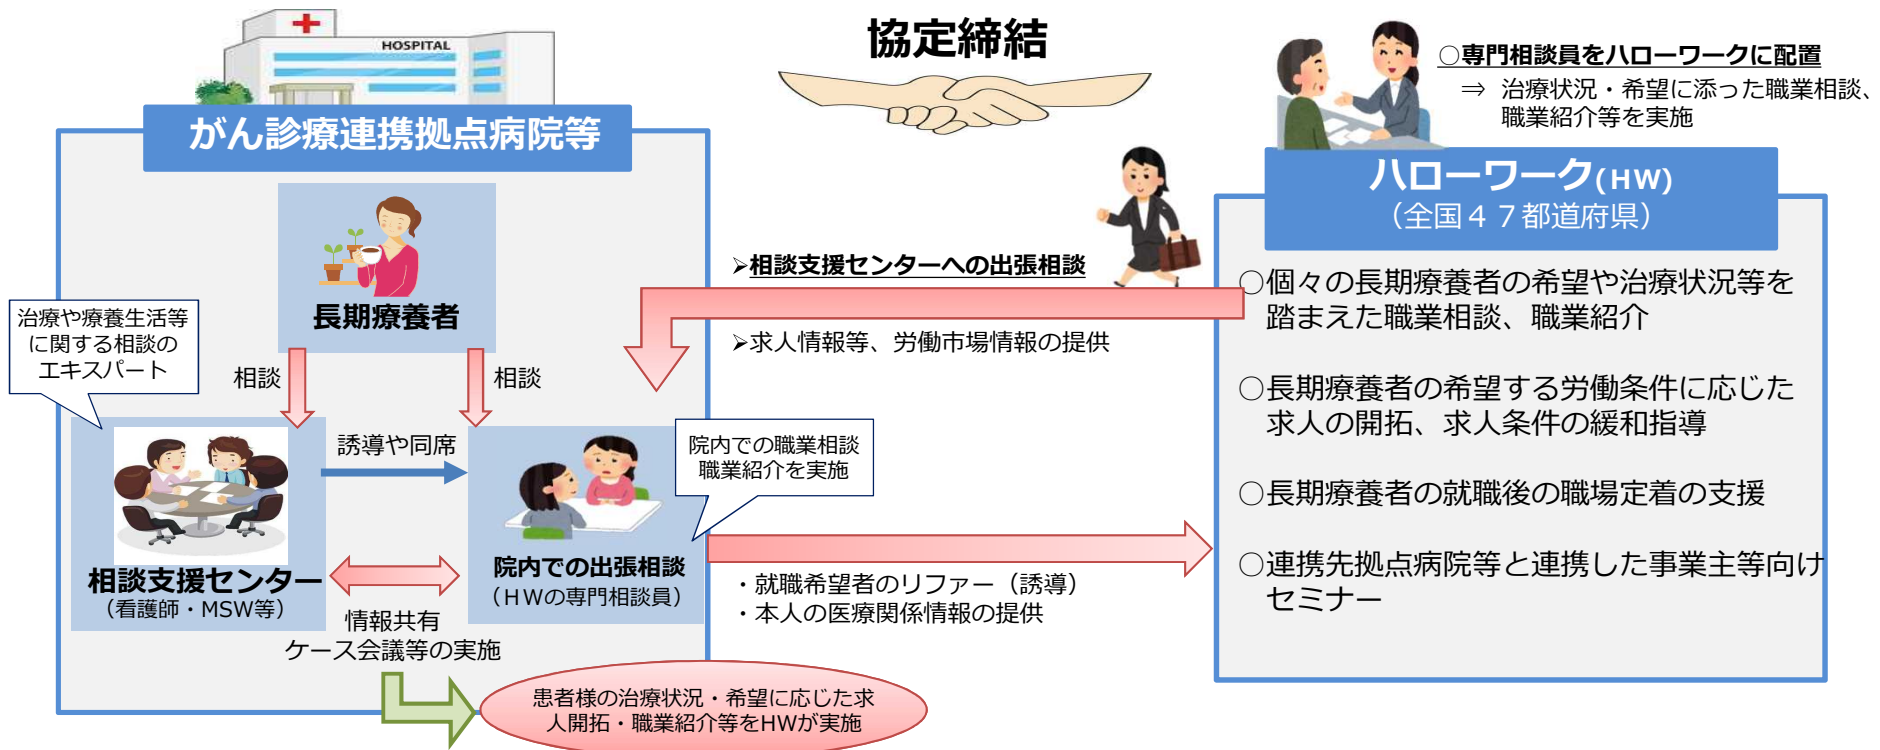 協定締結
HOSPITAL
がん診療連携拠点病院等
長期療養者
治療や療養生活等
に関する相談の
エキスパート
相談
相談
誘導や同席
相談支援センター
（看護師・MSW等）
院内での出張相談
（HWの専門相談員）
院内での職業相談
職業紹介を実施
情報共有
ケース会議等の実施
患者様の治療状況・希望に応じた求
人開拓・職業紹介等をHWが実施
➢相談支援センターへの出張相談
➢求人情報等、労働市場情報の提供
・就職希望者のリファー（誘導）
・本人の医療関係情報の提供
○専門相談員をハローワークに配置
⇒ 治療状況・希望に添った職業相談、
職業紹介等を実施
ハローワーク(HW)
（全国４７都道府県）
○個々の長期療養者の希望や治療状況等を
踏まえた職業相談、職業紹介
○長期療養者の希望する労働条件に応じた
求人の開拓、求人条件の緩和指導
○長期療養者の就職後の職場定着の支援
○連携先拠点病院等と連携した事業主等向け
セミナー